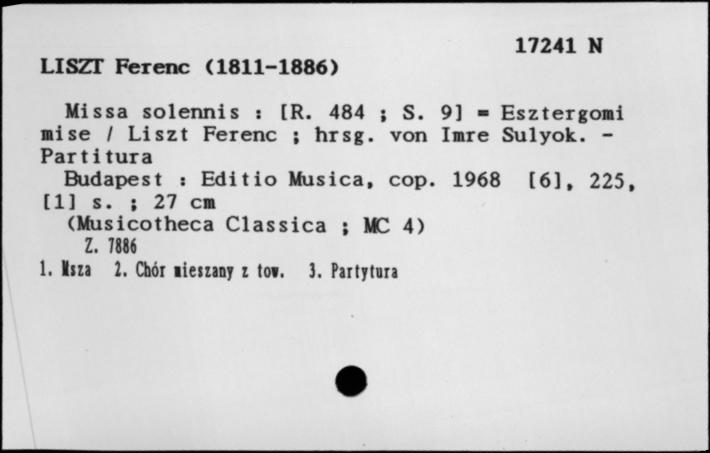 17241 N
LISZT Ferenc (1811-1886)
Missa solennis : [R. 484 ; S. 9] = Esztergomi
mise / Liszt Ferenc ; hrsg. von Imre Sulyok. -
Partitura
Budapest : Editio Musica, cop. 1968 [6], 225,
[1] s. ; 27 cm
(Musicotheca Classica ; MC 4)
Z. 7886
1. Msza 2. Chór mieszany z tow. 3. Partytura